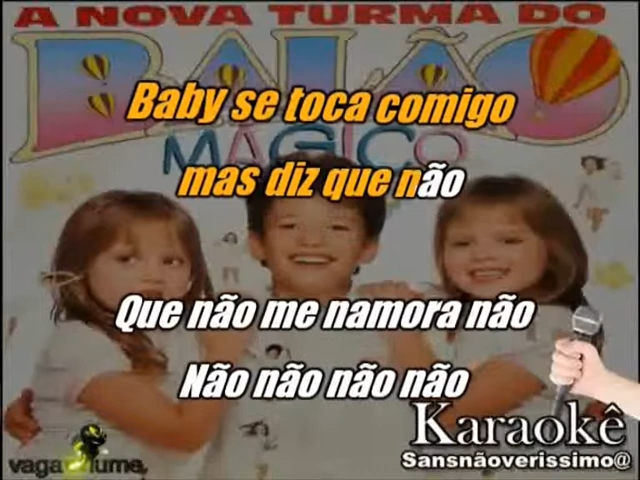 A NOVA TURMA DO
BALÃO
MÁGICO
Baby se toca comigo
mas diz que não
Que não me namora não
Não não não não
Karaokê
Sansnãoverissimo@
vagalume